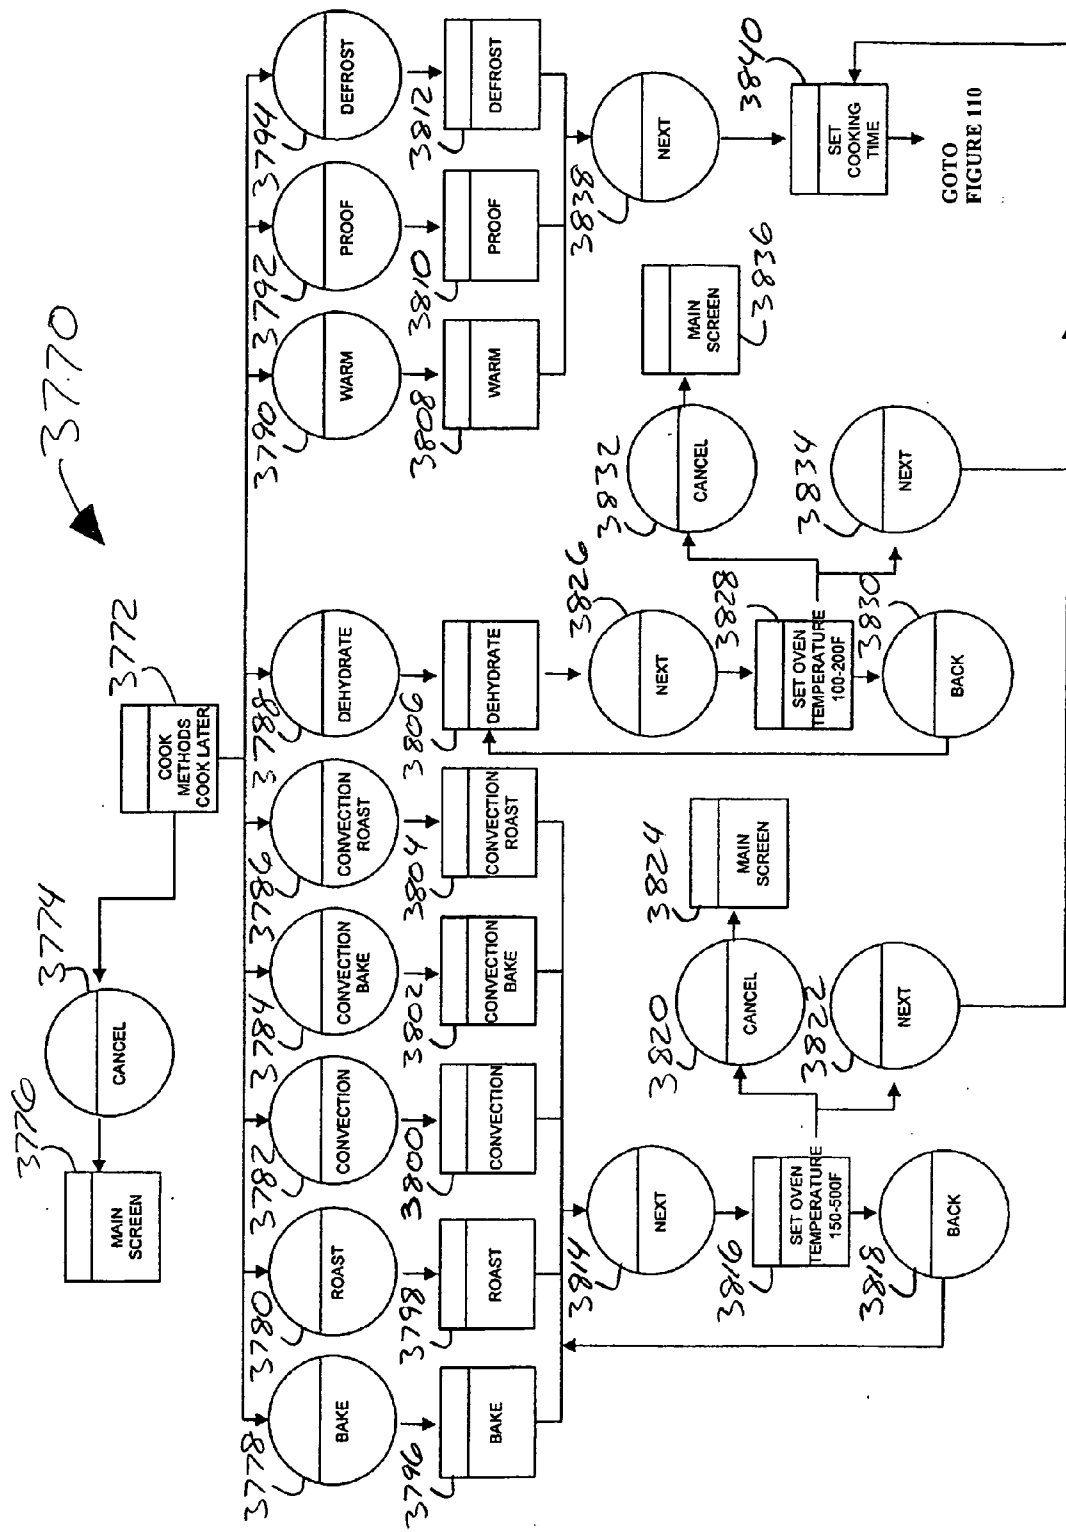 3770
3772
COOK
METHODS
COOK LATER
3774
CANCEL
3776
MAIN
SCREEN
3778
BAKE
3780
ROAST
3782
CONVECTION
3784
CONVECTION
BAKE
3786
CONVECTION
ROAST
3788
DEHYDRATE
3790
WARM
3792
PROOF
3794
DEFROST
3796
BAKE
3798
ROAST
3800
CONVECTION
3802
CONVECTION
BAKE
3804
CONVECTION
ROAST
3806
DEHYDRATE
3808
WARM
3810
PROOF
3812
DEFROST
3814
NEXT
3816
SET OVEN
TEMPERATURE
150-500F
3818
BACK
3820
CANCEL
3822
NEXT
3824
MAIN
SCREEN
3826
NEXT
3828
SET OVEN
TEMPERATURE
100-200F
3830
BACK
3832
CANCEL
3834
NEXT
3836
MAIN
SCREEN
3838
NEXT
3840
SET
COOKING
TIME
GOTO
FIGURE 110